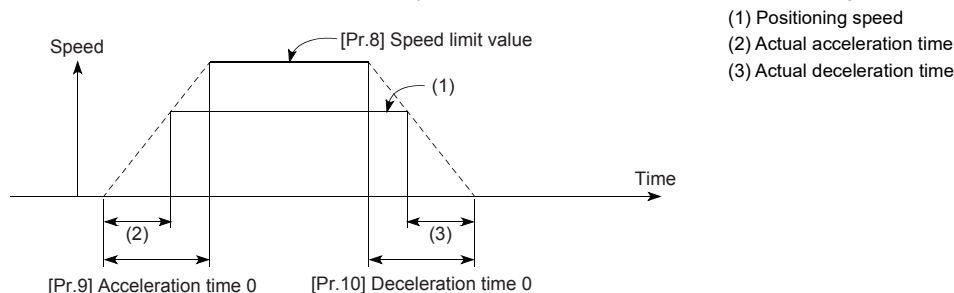 (1) Positioning speed
(2) Actual acceleration time
(3) Actual deceleration time
Speed
[Pr.8] Speed limit value
(1)
Time
(2)
(3)
[Pr.9] Acceleration time 0
[Pr.10] Deceleration time 0